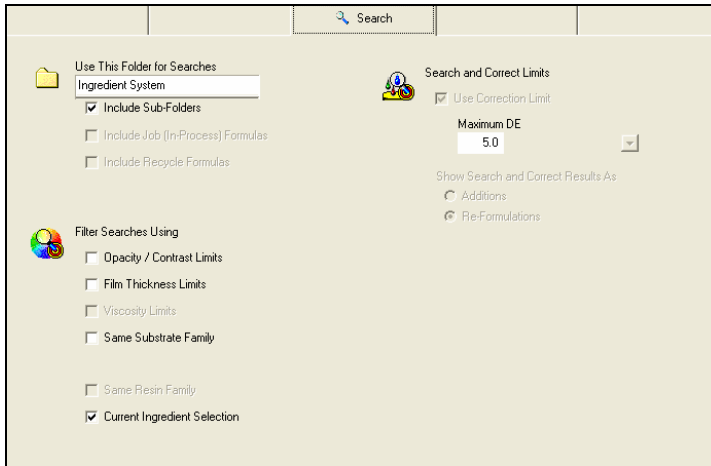 Search
Use This Folder for Searches
Ingredient System
Include Sub-Folders
Include Job (In-Process) Formulas
Include Recycle Formulas
Filter Searches Using
Opacity / Contrast Limits
Film Thickness Limits
Viscosity Limits
Same Substrate Family
Same Resin Family
Current Ingredient Selection
Search and Correct Limits
Use Correction Limit
Maximum DE
5.0
Show Search and Correct Results As
Additions
Re-Formulations